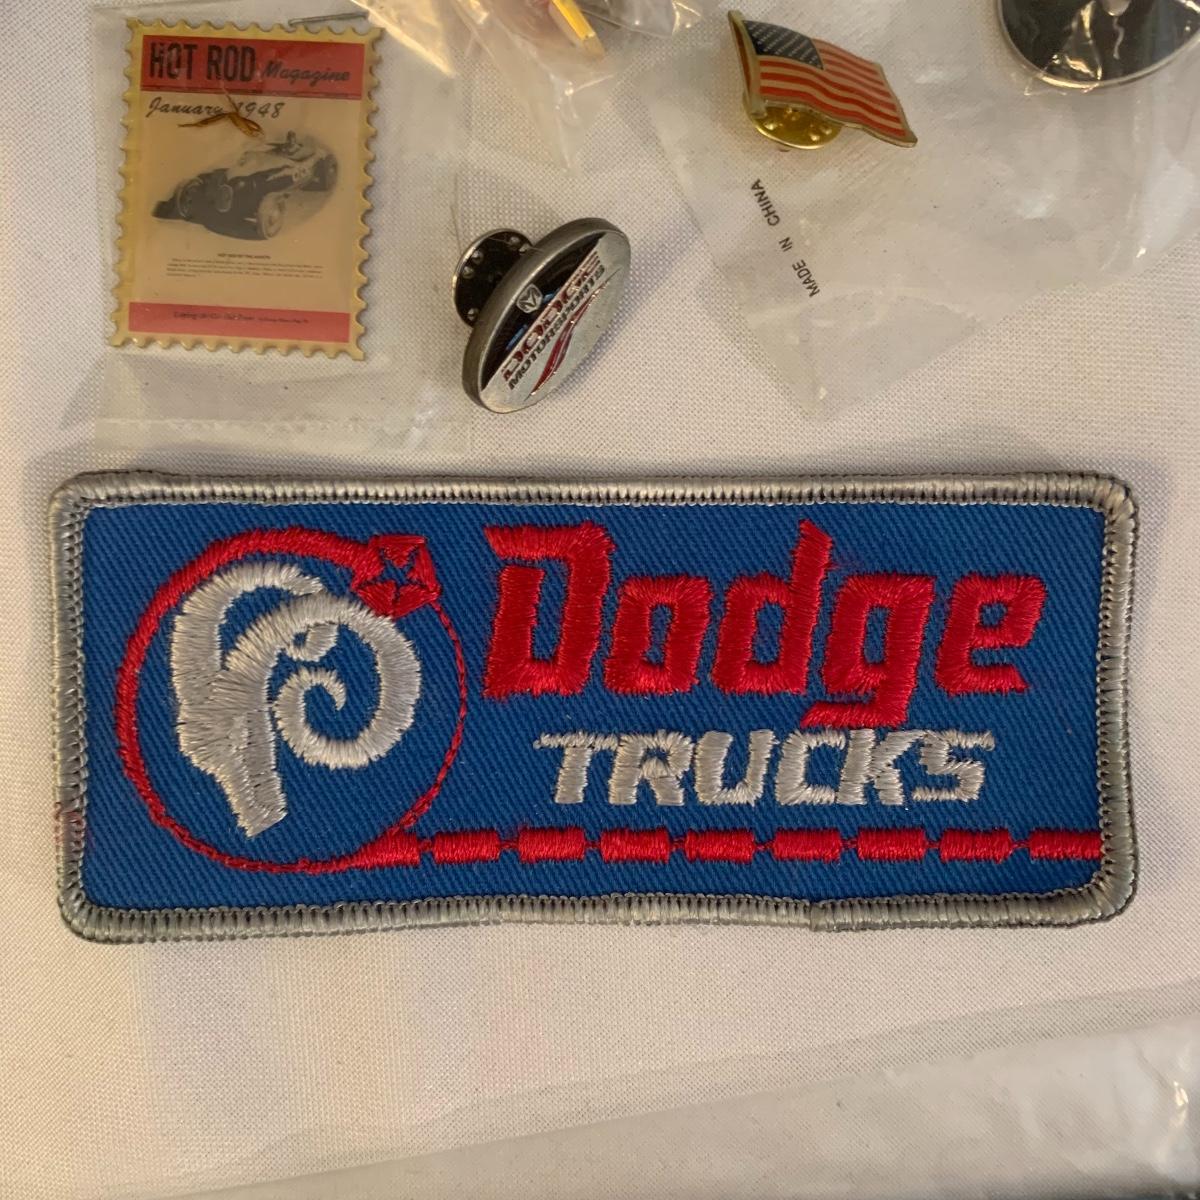 HOT ROD Magazine
January 1948
MADE IN CHINA
DODGE
MOTORSPORTS
Dodge
TRUCKS